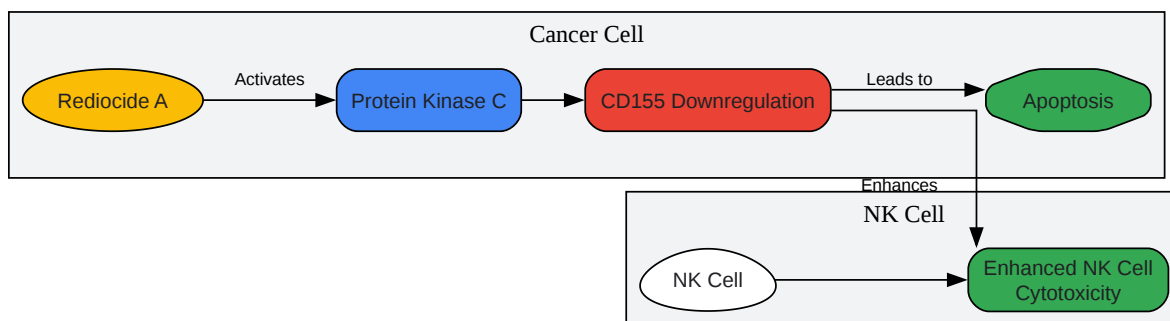 Cancer Cell
Rediocide A
Activates
Protein Kinase C
CD155 Downregulation
Leads to
Apoptosis
Enhances
NK Cell
NK Cell
Enhanced NK Cell
Cytotoxicity